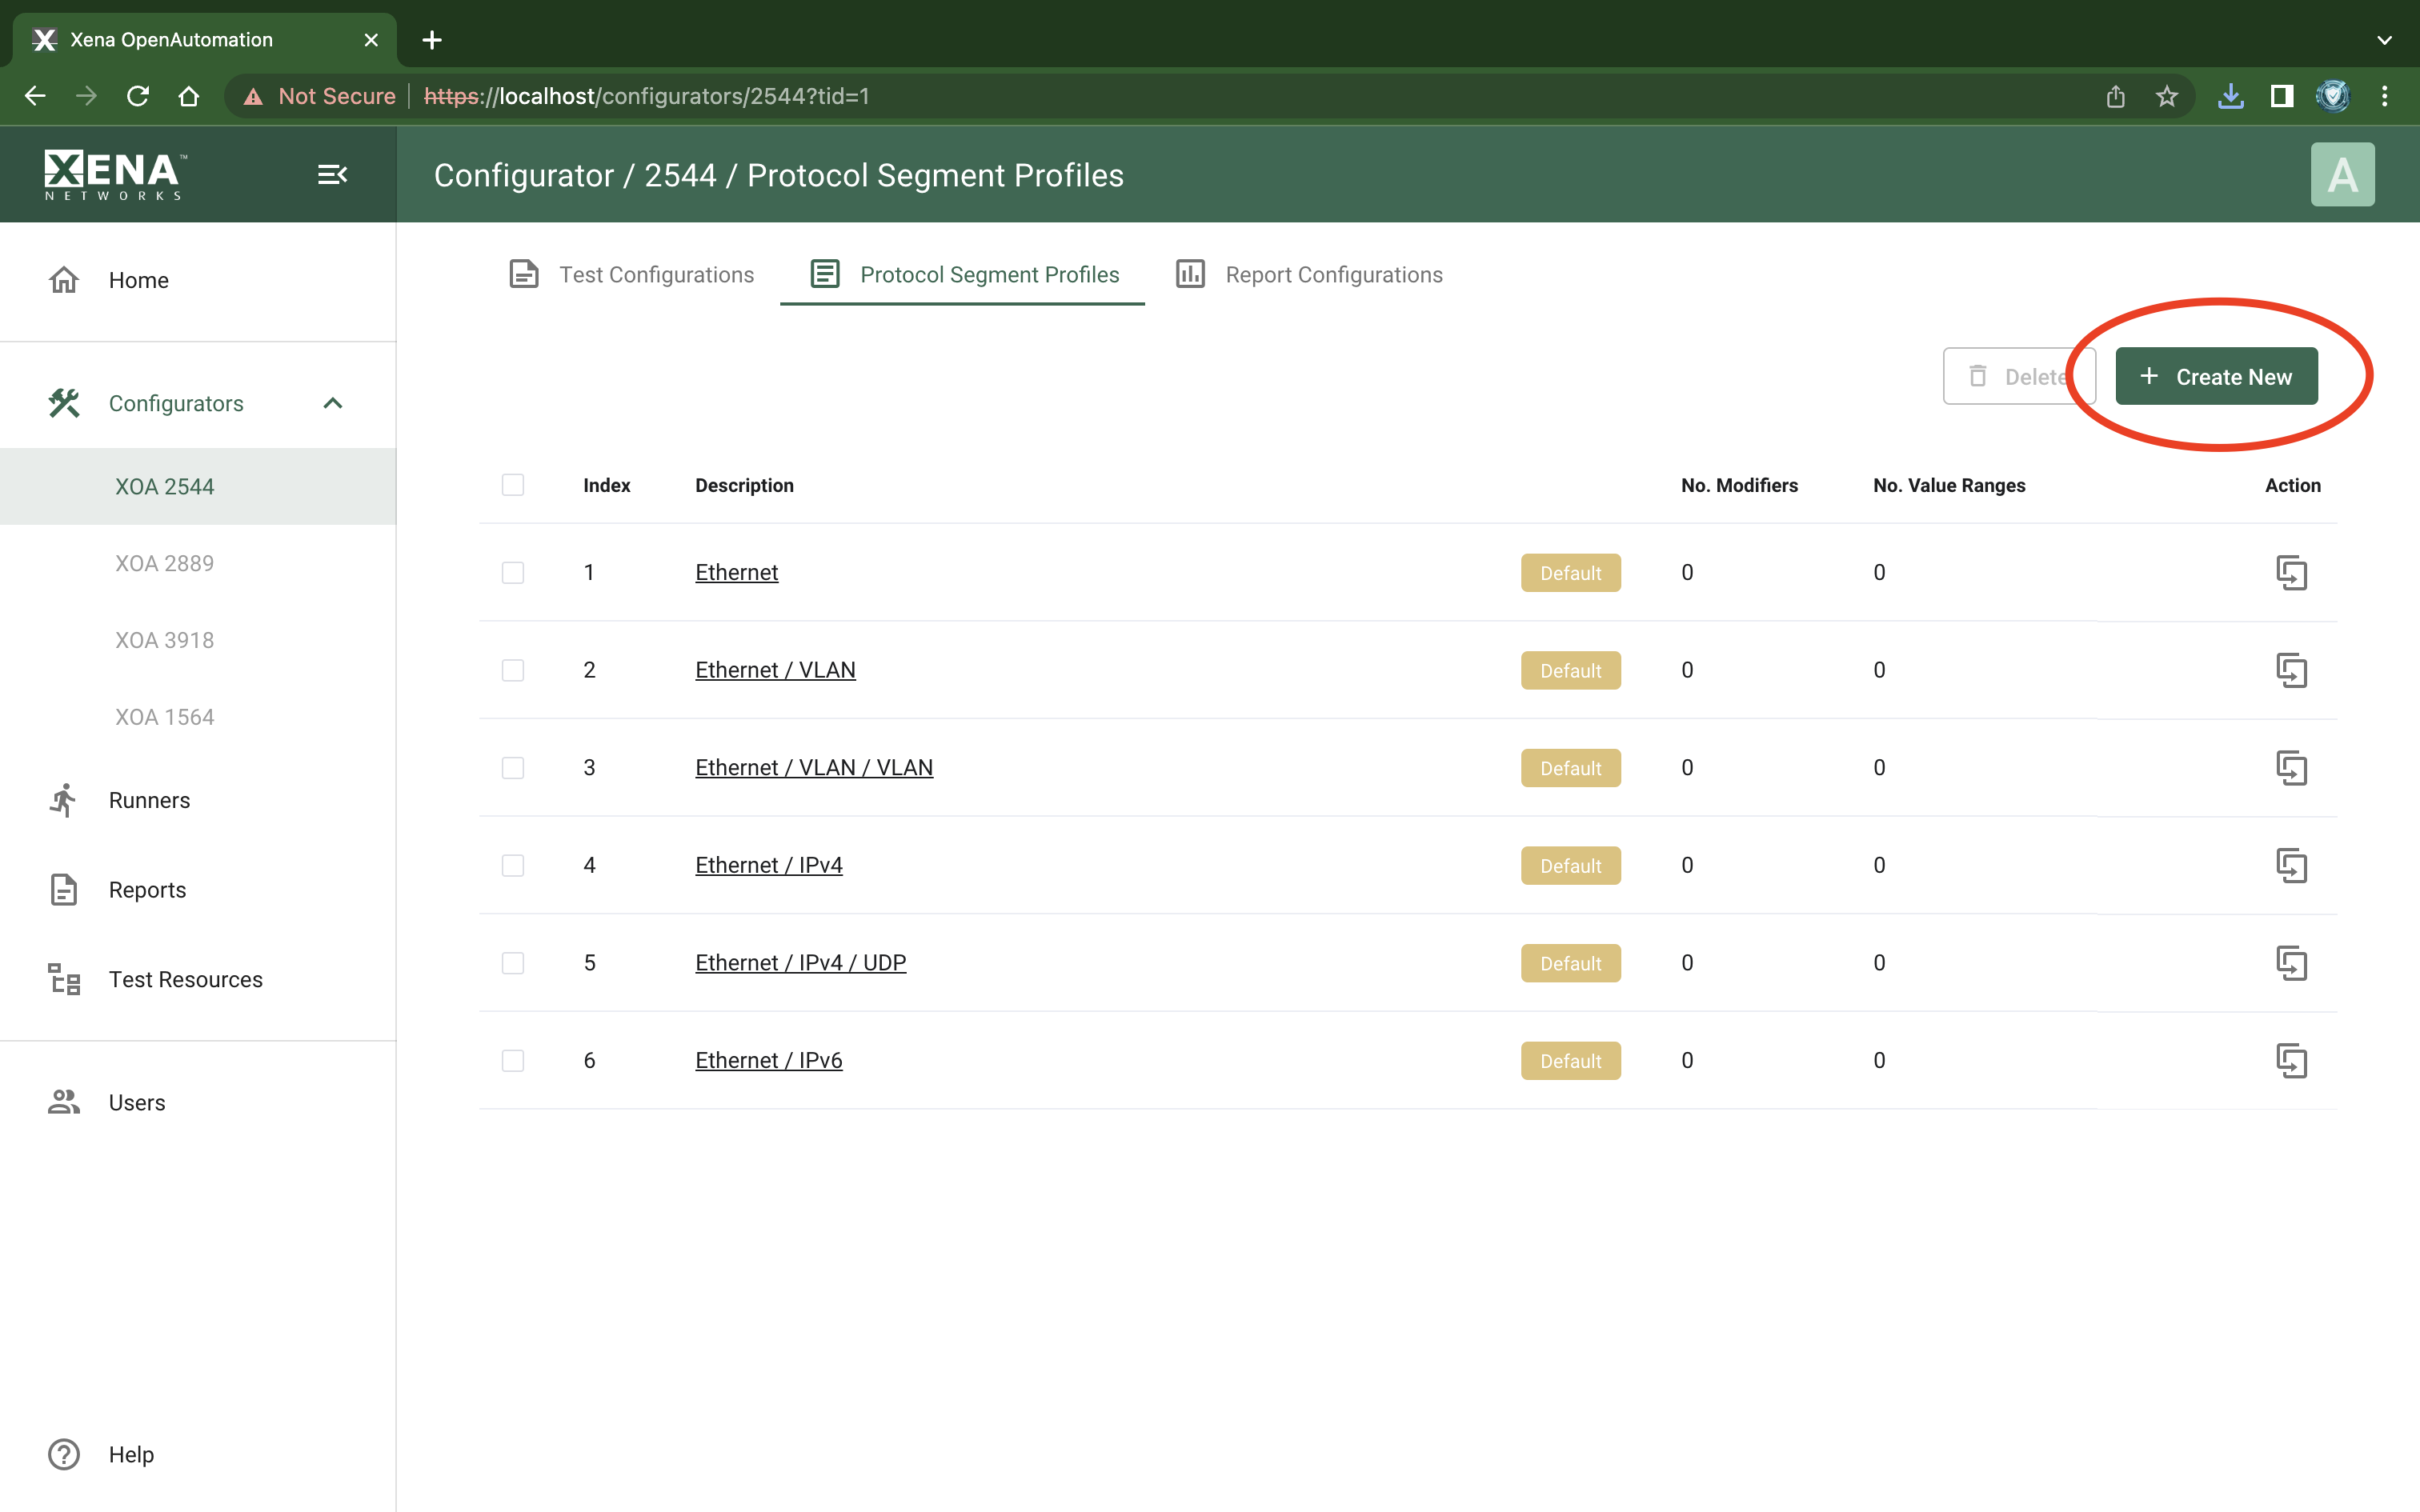 Xena OpenAutomation
Not Secure https://localhost/configurators/2544?tid=1
XENA™
NETWORKS
Configurator / 2544 / Protocol Segment Profiles
A
Home
Configurators
XOA 2544
XOA 2889
XOA 3918
XOA 1564
Runners
Reports
Test Resources
Users
Help
Test Configurations Protocol Segment Profiles Report Configurations
Delete + Create New
Index Description No. Modifiers No. Value Ranges Action
1 Ethernet Default 0 0
2 Ethernet / VLAN Default 0 0
3 Ethernet / VLAN / VLAN Default 0 0
4 Ethernet / IPv4 Default 0 0
5 Ethernet / IPv4 / UDP Default 0 0
6 Ethernet / IPv6 Default 0 0